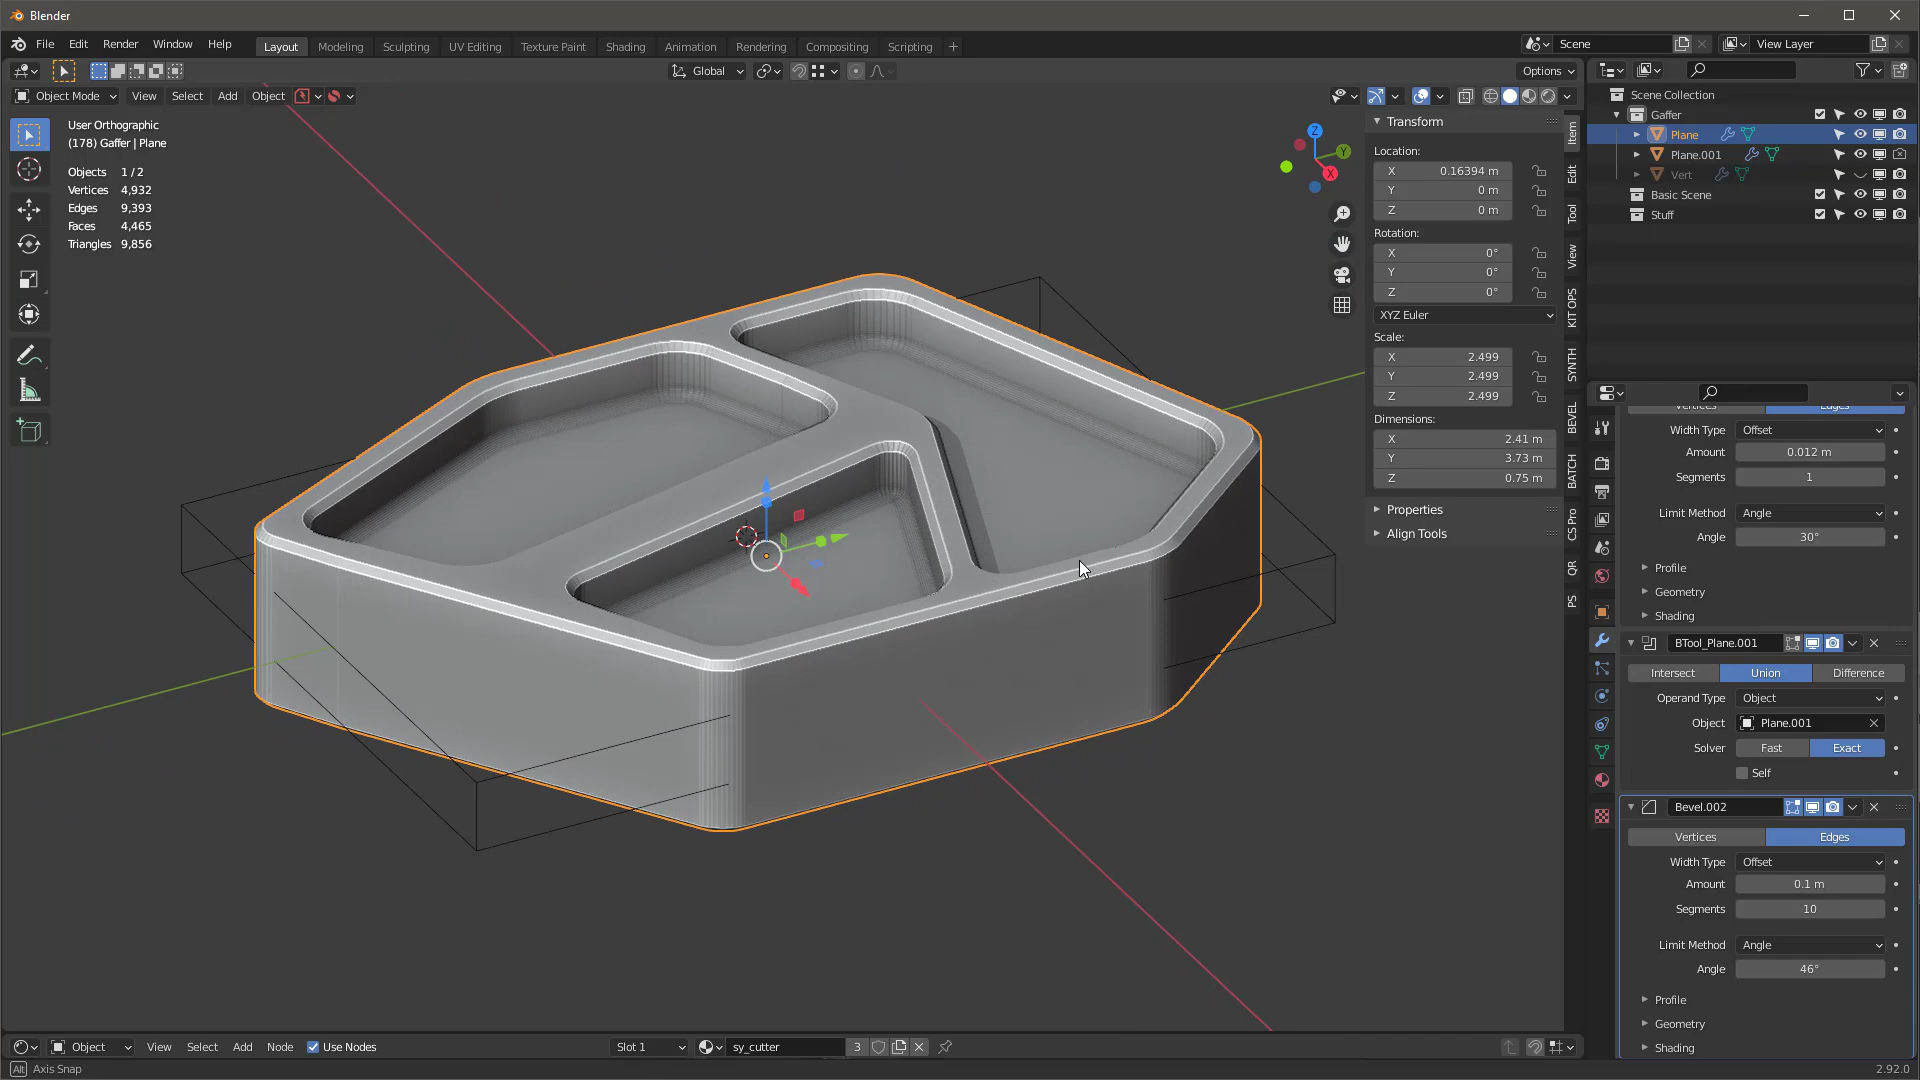 Blender
File Edit Render Window Help
Layout Modeling Sculpting UV Editing Texture Paint Shading Animation Rendering Compositing Scripting +
Scene
View Layer
Global
Options
Object Mode View Select Add Object
User Orthographic
(178) Gaffer | Plane
Objects 1 / 2
Vertices 4,932
Edges 9,393
Faces 4,465
Triangles 9,856
Z
Y
X
Transform
Location:
X 0.16394 m
Y 0 m
Z 0 m
Rotation:
X 0°
Y 0°
Z 0°
XYZ Euler
Scale:
X 2.499
Y 2.499
Z 2.499
Dimensions:
X 2.41 m
Y 3.73 m
Z 0.75 m
Properties
Align Tools
Item
Edit
Tool
View
KIT OPS
SYNTH
BEVEL
BATCH
CS Pro
QR
PS
Scene Collection
Gaffer
Plane
Plane.001
Vert
Basic Scene
Stuff
Vertices Edges
Width Type Offset
Amount 0.012 m
Segments 1
Limit Method Angle
Angle 30°
Profile
Geometry
Shading
BTool_Plane.001
Intersect Union Difference
Operand Type Object
Object Plane.001
Solver Fast Exact
Self
Bevel.002
Vertices Edges
Width Type Offset
Amount 0.1 m
Segments 10
Limit Method Angle
Angle 46°
Profile
Geometry
Shading
Object View Select Add Node Use Nodes
Slot 1
sy_cutter 3
Alt Axis Snap
2.92.0